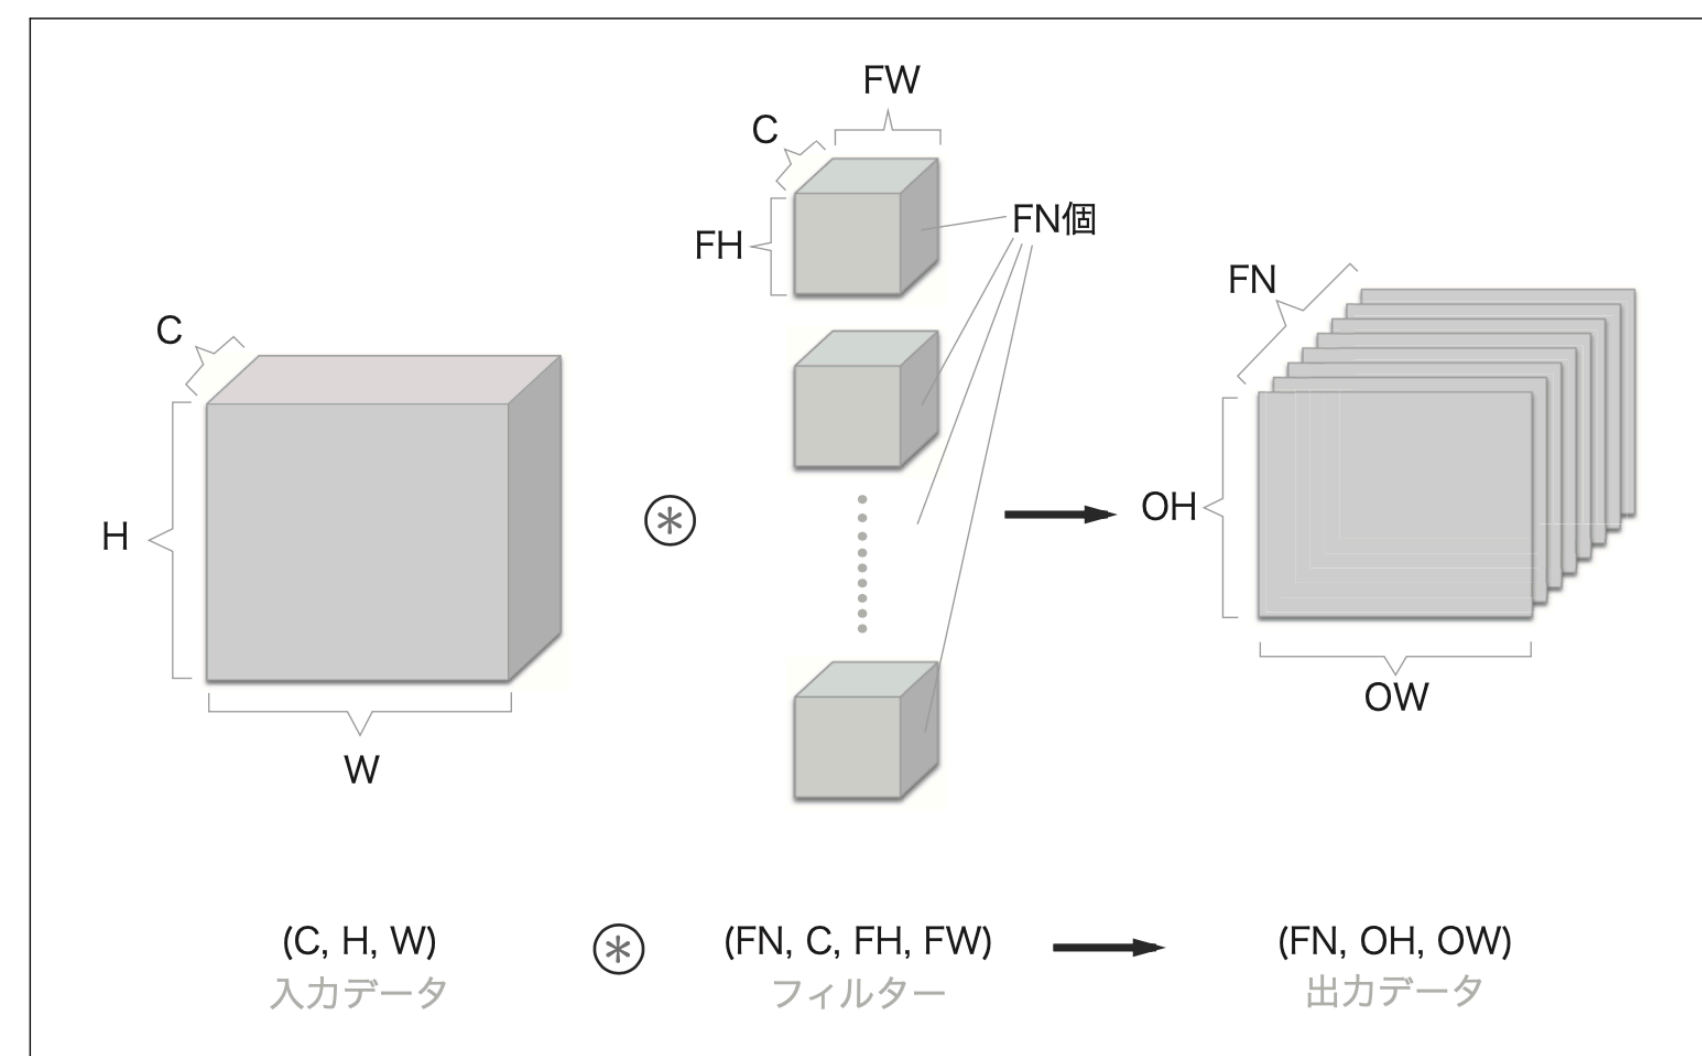 FW
C
FH
FN個
C
H
W
FN
OH
OW
(C, H, W)
(FN, C, FH, FW)
(FN, OH, OW)
入力データ
フィルター
出力データ